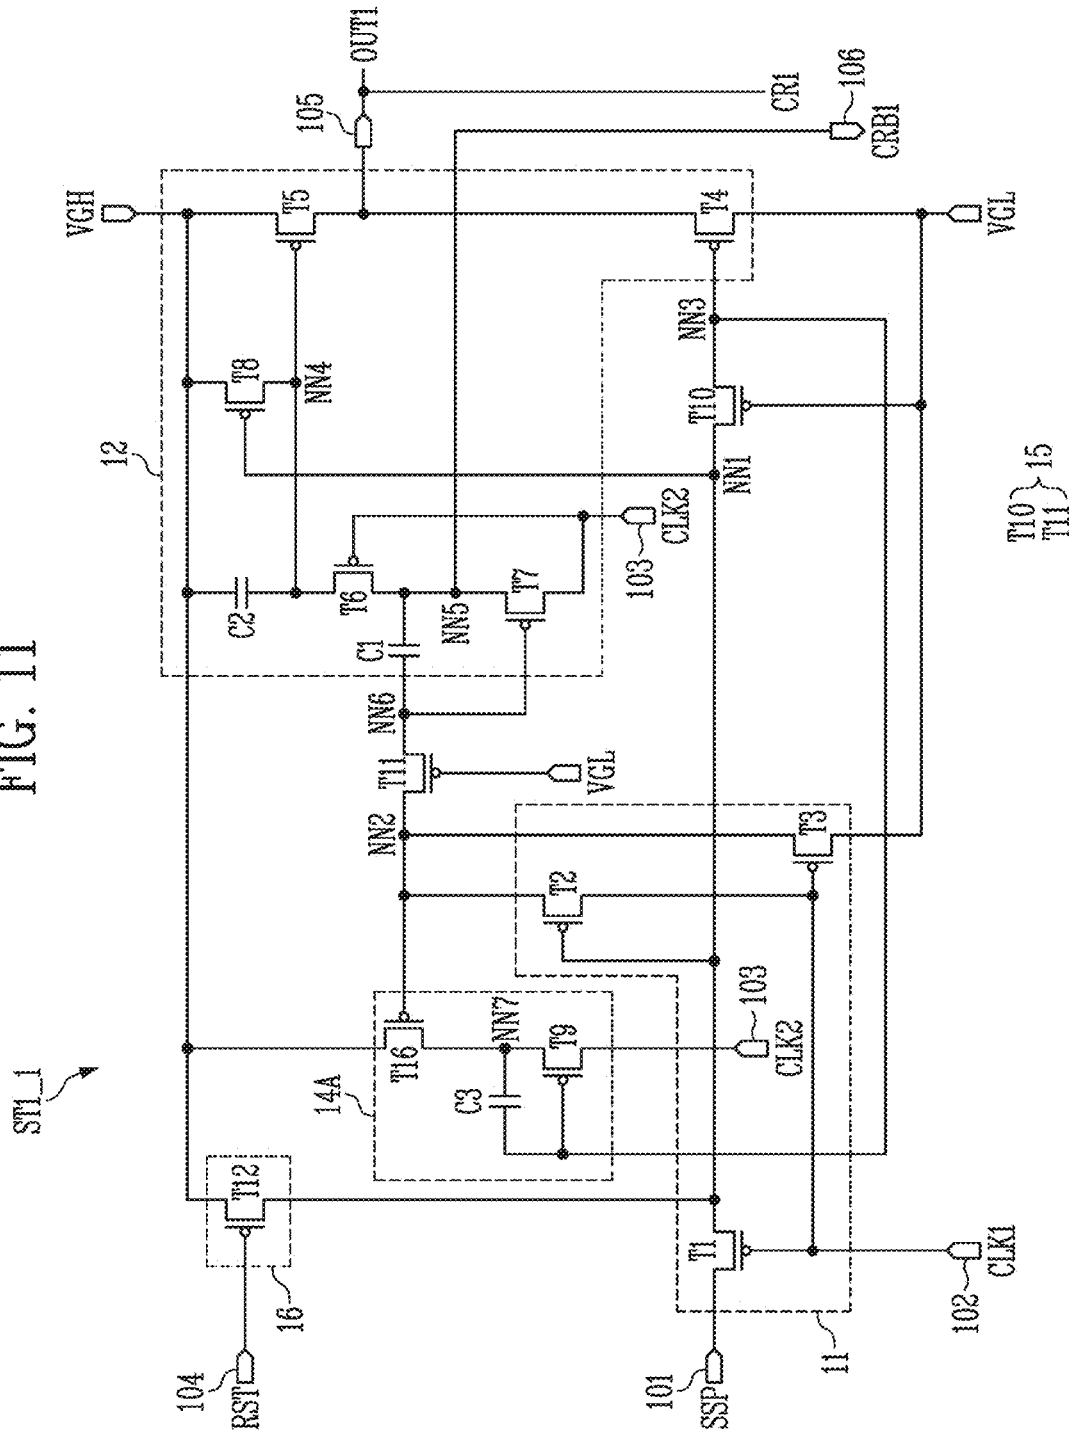 FIG. 11
ST1_1
VGH
12
C2
T8
T5
105
OUT1
NN4
T6
C1
NN5
T7
103
CLK2
CR1
CRB1
106
104
RST
16
T12
14A
T16
C3
NN7
T9
103
CLK2
NN2
T11
NN6
VGL
T2
T3
NN1
T10
NN3
T4
VGL
101
SSP
T1
11
102
CLK1
T10
T11
15